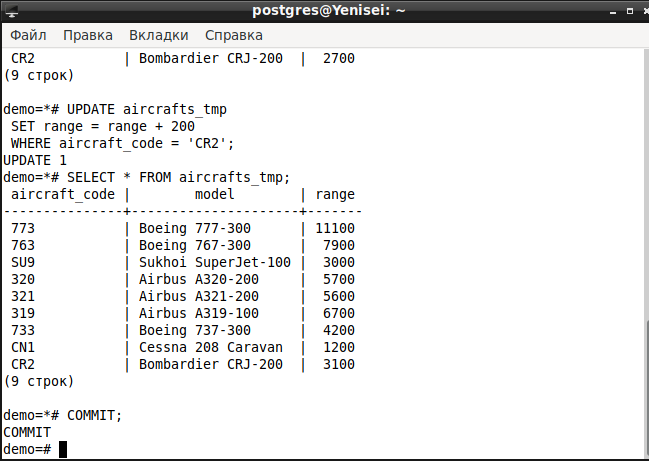 postgres@Yenisei: ~
Файл Правка Вкладки Справка
 CR2           | Bombardier CRJ-200  |  2700
(9 строк)

demo=*# UPDATE aircrafts_tmp
 SET range = range + 200
 WHERE aircraft_code = 'CR2';
UPDATE 1
demo=*# SELECT * FROM aircrafts_tmp;
 aircraft_code |        model        | range
---------------+---------------------+-------
 773           | Boeing 777-300      | 11100
 763           | Boeing 767-300      |  7900
 SU9           | Sukhoi SuperJet-100 |  3000
 320           | Airbus A320-200     |  5700
 321           | Airbus A321-200     |  5600
 319           | Airbus A319-100     |  6700
 733           | Boeing 737-300      |  4200
 CN1           | Cessna 208 Caravan  |  1200
 CR2           | Bombardier CRJ-200  |  3100
(9 строк)

demo=*# COMMIT;
COMMIT
demo=#